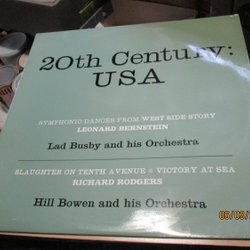 20th Century:
USA
SYMPHONIC DANCES FROM WEST SIDE STORY
LEONARD BERNSTEIN
Lad Busby and his Orchestra
SLAUGHTER ON TENTH AVENUE • VICTORY AT SEA
RICHARD RODGERS
Hill Bowen and his Orchestra